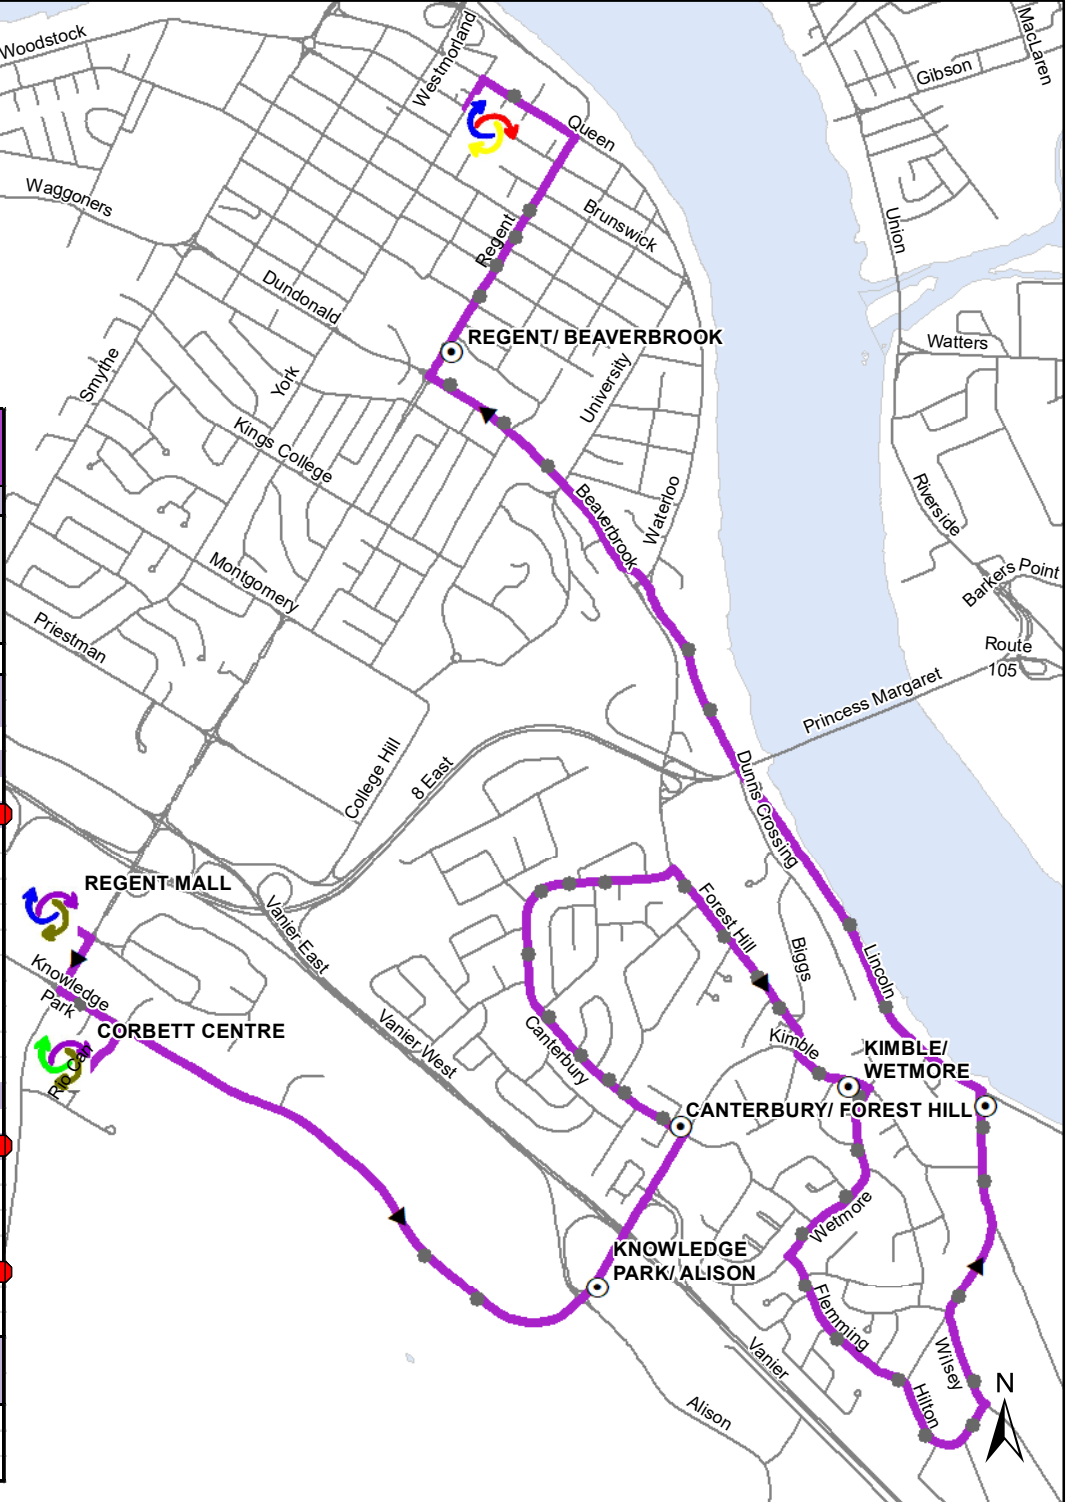 Woodstock
Westmorland
Gibson
MacLaren
Queen
Waggoners
Brunswick
Union
Regent
Dundonald
REGENT/ BEAVERBROOK
Watters
Smythe
York
University
Kings College
Beaverbrook
Waterloo
Riverside
Montgomery
Barkers Point
Priestman
Route
105
Princess Margaret
College Hill
8 East
Dunns Crossing
REGENT MALL
Vanier East
Forest Hill
Biggs
Lincoln
Knowledge
Park
CORBETT CENTRE
Rio Can
Vanier West
Canterbury
Kimble
KIMBLE/
WETMORE
CANTERBURY/ FOREST HILL
Wetmore
KNOWLEDGE
PARK/ ALISON
Flemming
Vanier
Wilsey
Hilton
Alison
N